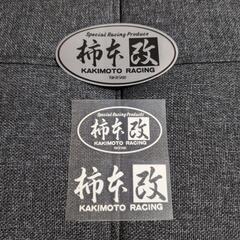 Special Racing Produce
柿本改
KAKIMOTO RACING
Special Racing Products
柿本改
KAKIMOTO RACING
柿本改
KAKIMOTO RACING